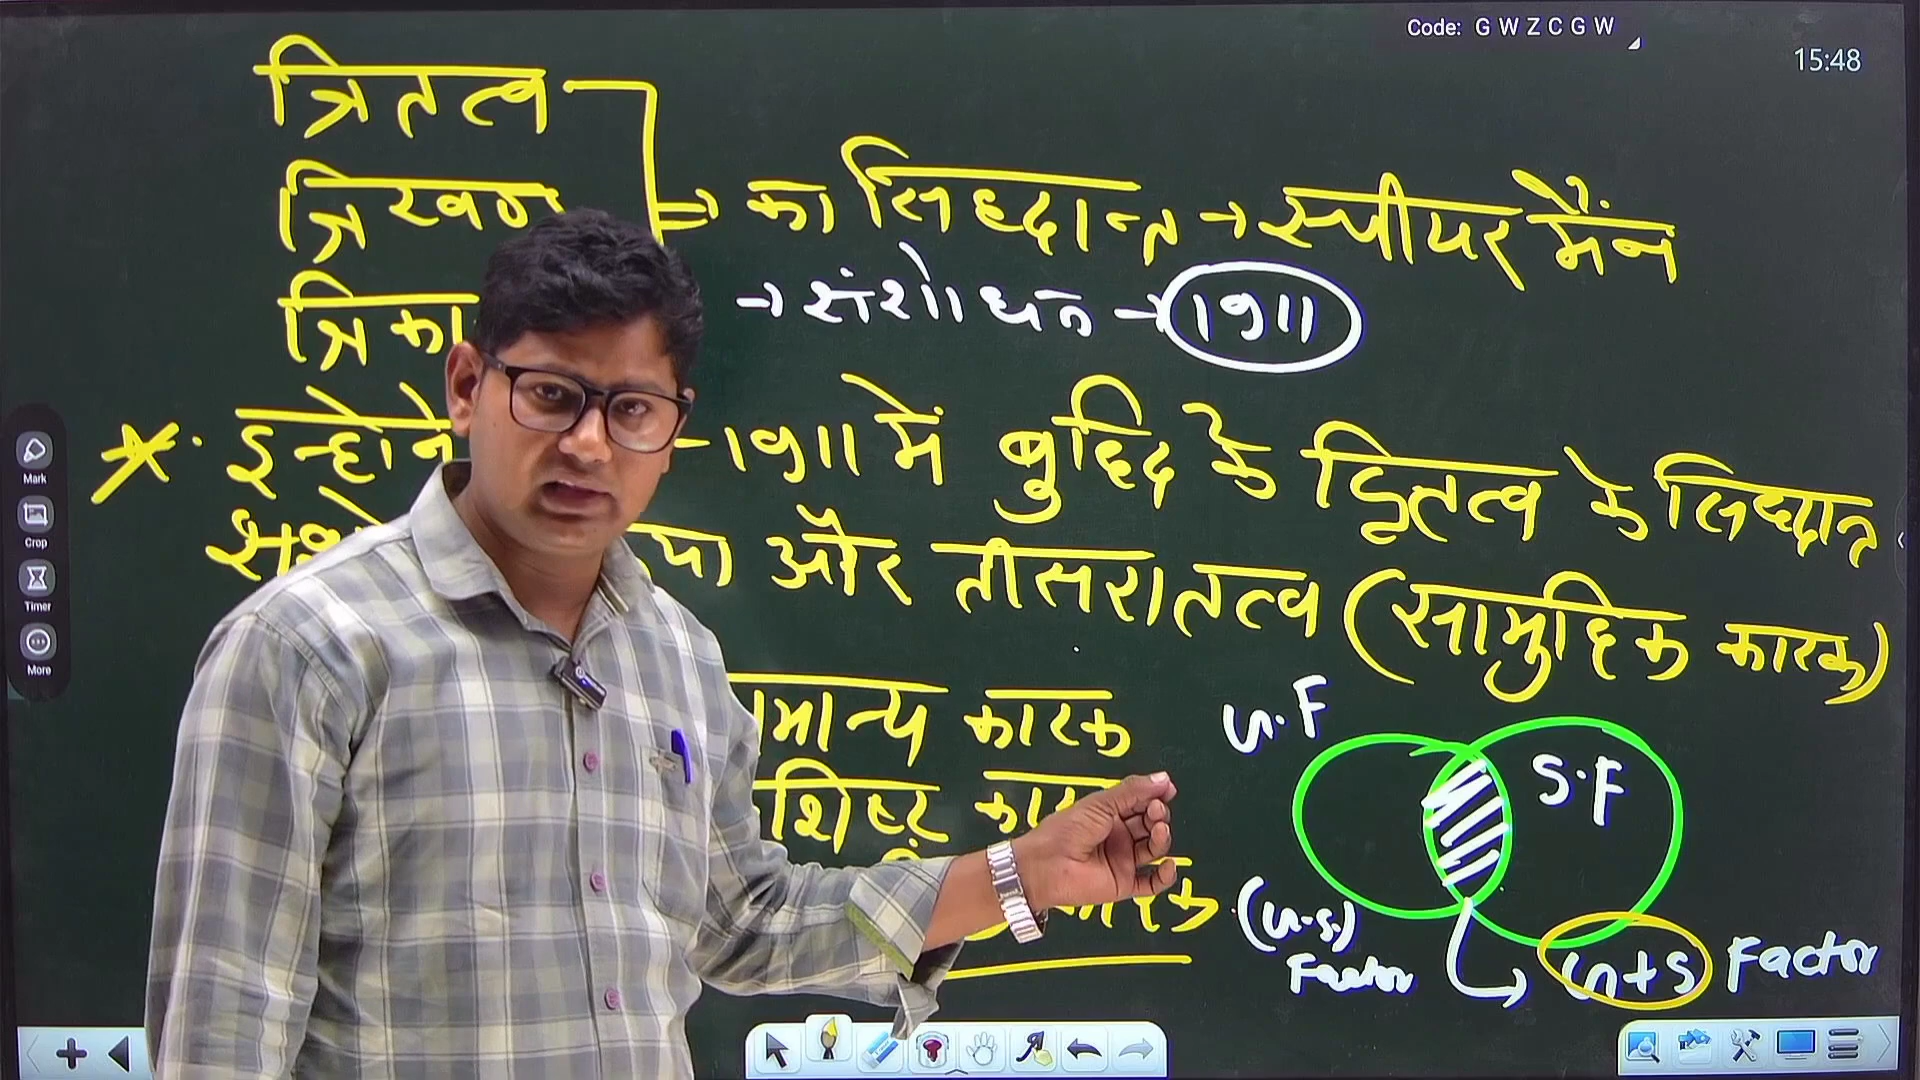 Code: G W Z C G W
15:48
त्रितत्व
त्रिखण्ड
⇒ का सिद्धान्त → स्पीयर मैन
→ संशोधन → 1911
* इन्होने
1911 में बुद्धि के द्वितत्व के सिद्धान्त
और तीसरा तत्व (सामुहिक कारक)
कारक
G.F
S.F
(G.S.)
Factor
G+S Factor
Mark
Crop
Timer
More